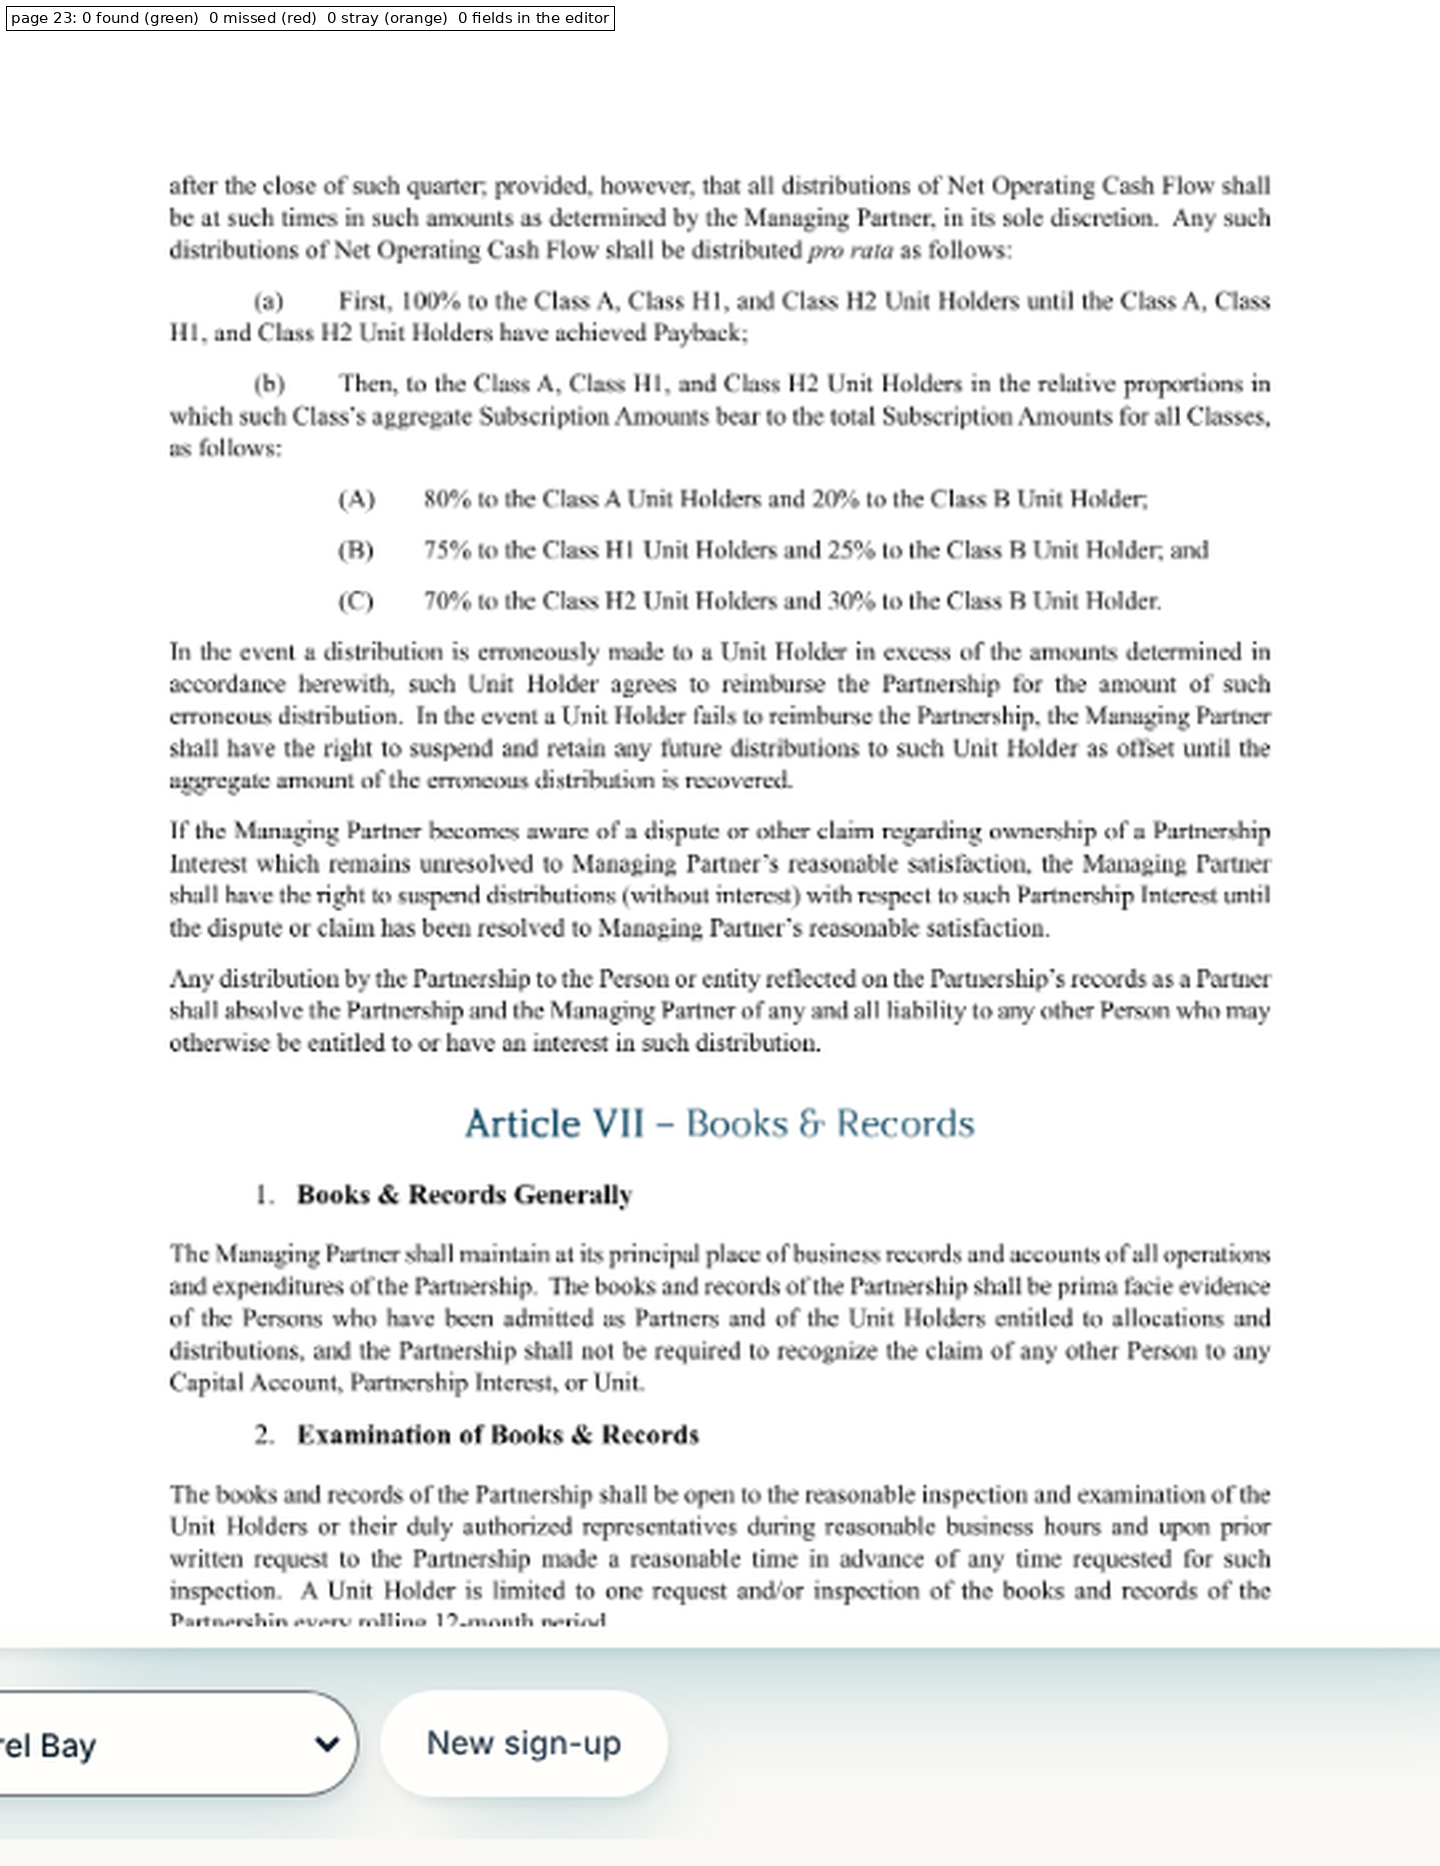 page 23: 0 found (green)  0 missed (red)  0 stray (orange)  0 fields in the editor
after the close of such quarter; provided, however, that all distributions of Net Operating Cash Flow shall
be at such times in such amounts as determined by the Managing Partner, in its sole discretion.  Any such
distributions of Net Operating Cash Flow shall be distributed pro rata as follows:
(a) First, 100% to the Class A, Class H1, and Class H2 Unit Holders until the Class A, Class
H1, and Class H2 Unit Holders have achieved Payback;
(b) Then, to the Class A, Class H1, and Class H2 Unit Holders in the relative proportions in
which such Class's aggregate Subscription Amounts bear to the total Subscription Amounts for all Classes,
as follows:
(A) 80% to the Class A Unit Holders and 20% to the Class B Unit Holder;
(B) 75% to the Class H1 Unit Holders and 25% to the Class B Unit Holder; and
(C) 70% to the Class H2 Unit Holders and 30% to the Class B Unit Holder.
In the event a distribution is erroneously made to a Unit Holder in excess of the amounts determined in
accordance herewith, such Unit Holder agrees to reimburse the Partnership for the amount of such
erroneous distribution.  In the event a Unit Holder fails to reimburse the Partnership, the Managing Partner
shall have the right to suspend and retain any future distributions to such Unit Holder as offset until the
aggregate amount of the erroneous distribution is recovered.
If the Managing Partner becomes aware of a dispute or other claim regarding ownership of a Partnership
Interest which remains unresolved to Managing Partner's reasonable satisfaction, the Managing Partner
shall have the right to suspend distributions (without interest) with respect to such Partnership Interest until
the dispute or claim has been resolved to Managing Partner's reasonable satisfaction.
Any distribution by the Partnership to the Person or entity reflected on the Partnership's records as a Partner
shall absolve the Partnership and the Managing Partner of any and all liability to any other Person who may
otherwise be entitled to or have an interest in such distribution.
Article VII – Books & Records
1. Books & Records Generally
The Managing Partner shall maintain at its principal place of business records and accounts of all operations
and expenditures of the Partnership.  The books and records of the Partnership shall be prima facie evidence
of the Persons who have been admitted as Partners and of the Unit Holders entitled to allocations and
distributions, and the Partnership shall not be required to recognize the claim of any other Person to any
Capital Account, Partnership Interest, or Unit.
2. Examination of Books & Records
The books and records of the Partnership shall be open to the reasonable inspection and examination of the
Unit Holders or their duly authorized representatives during reasonable business hours and upon prior
written request to the Partnership made a reasonable time in advance of any time requested for such
inspection.  A Unit Holder is limited to one request and/or inspection of the books and records of the
Partnership every rolling 12-month period
rel Bay
New sign-up